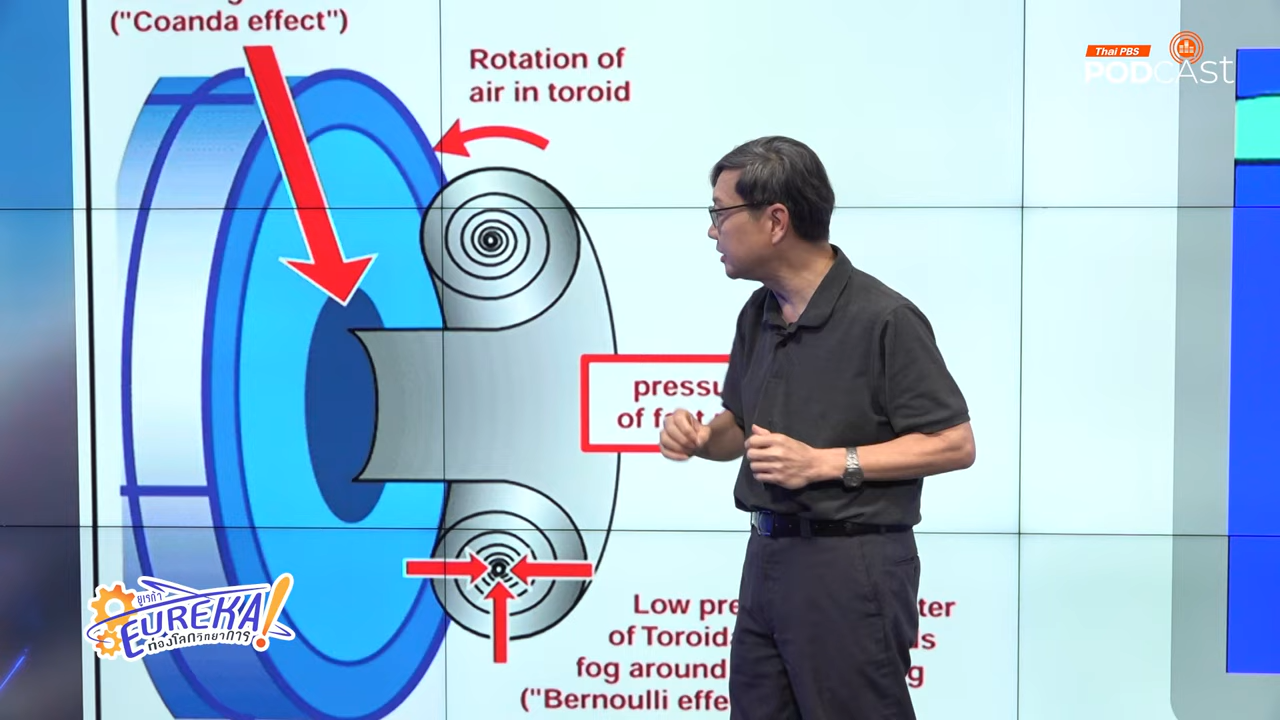 ("Coanda effect")
Rotation of
air in toroid
Thai PBS
PODCAST
pressu
of f
Low pre ter
of Toroid s
fog around g
("Bernoulli effe
ยูเรก้า
EUREKA!
ท่องโลกวิทยาการ